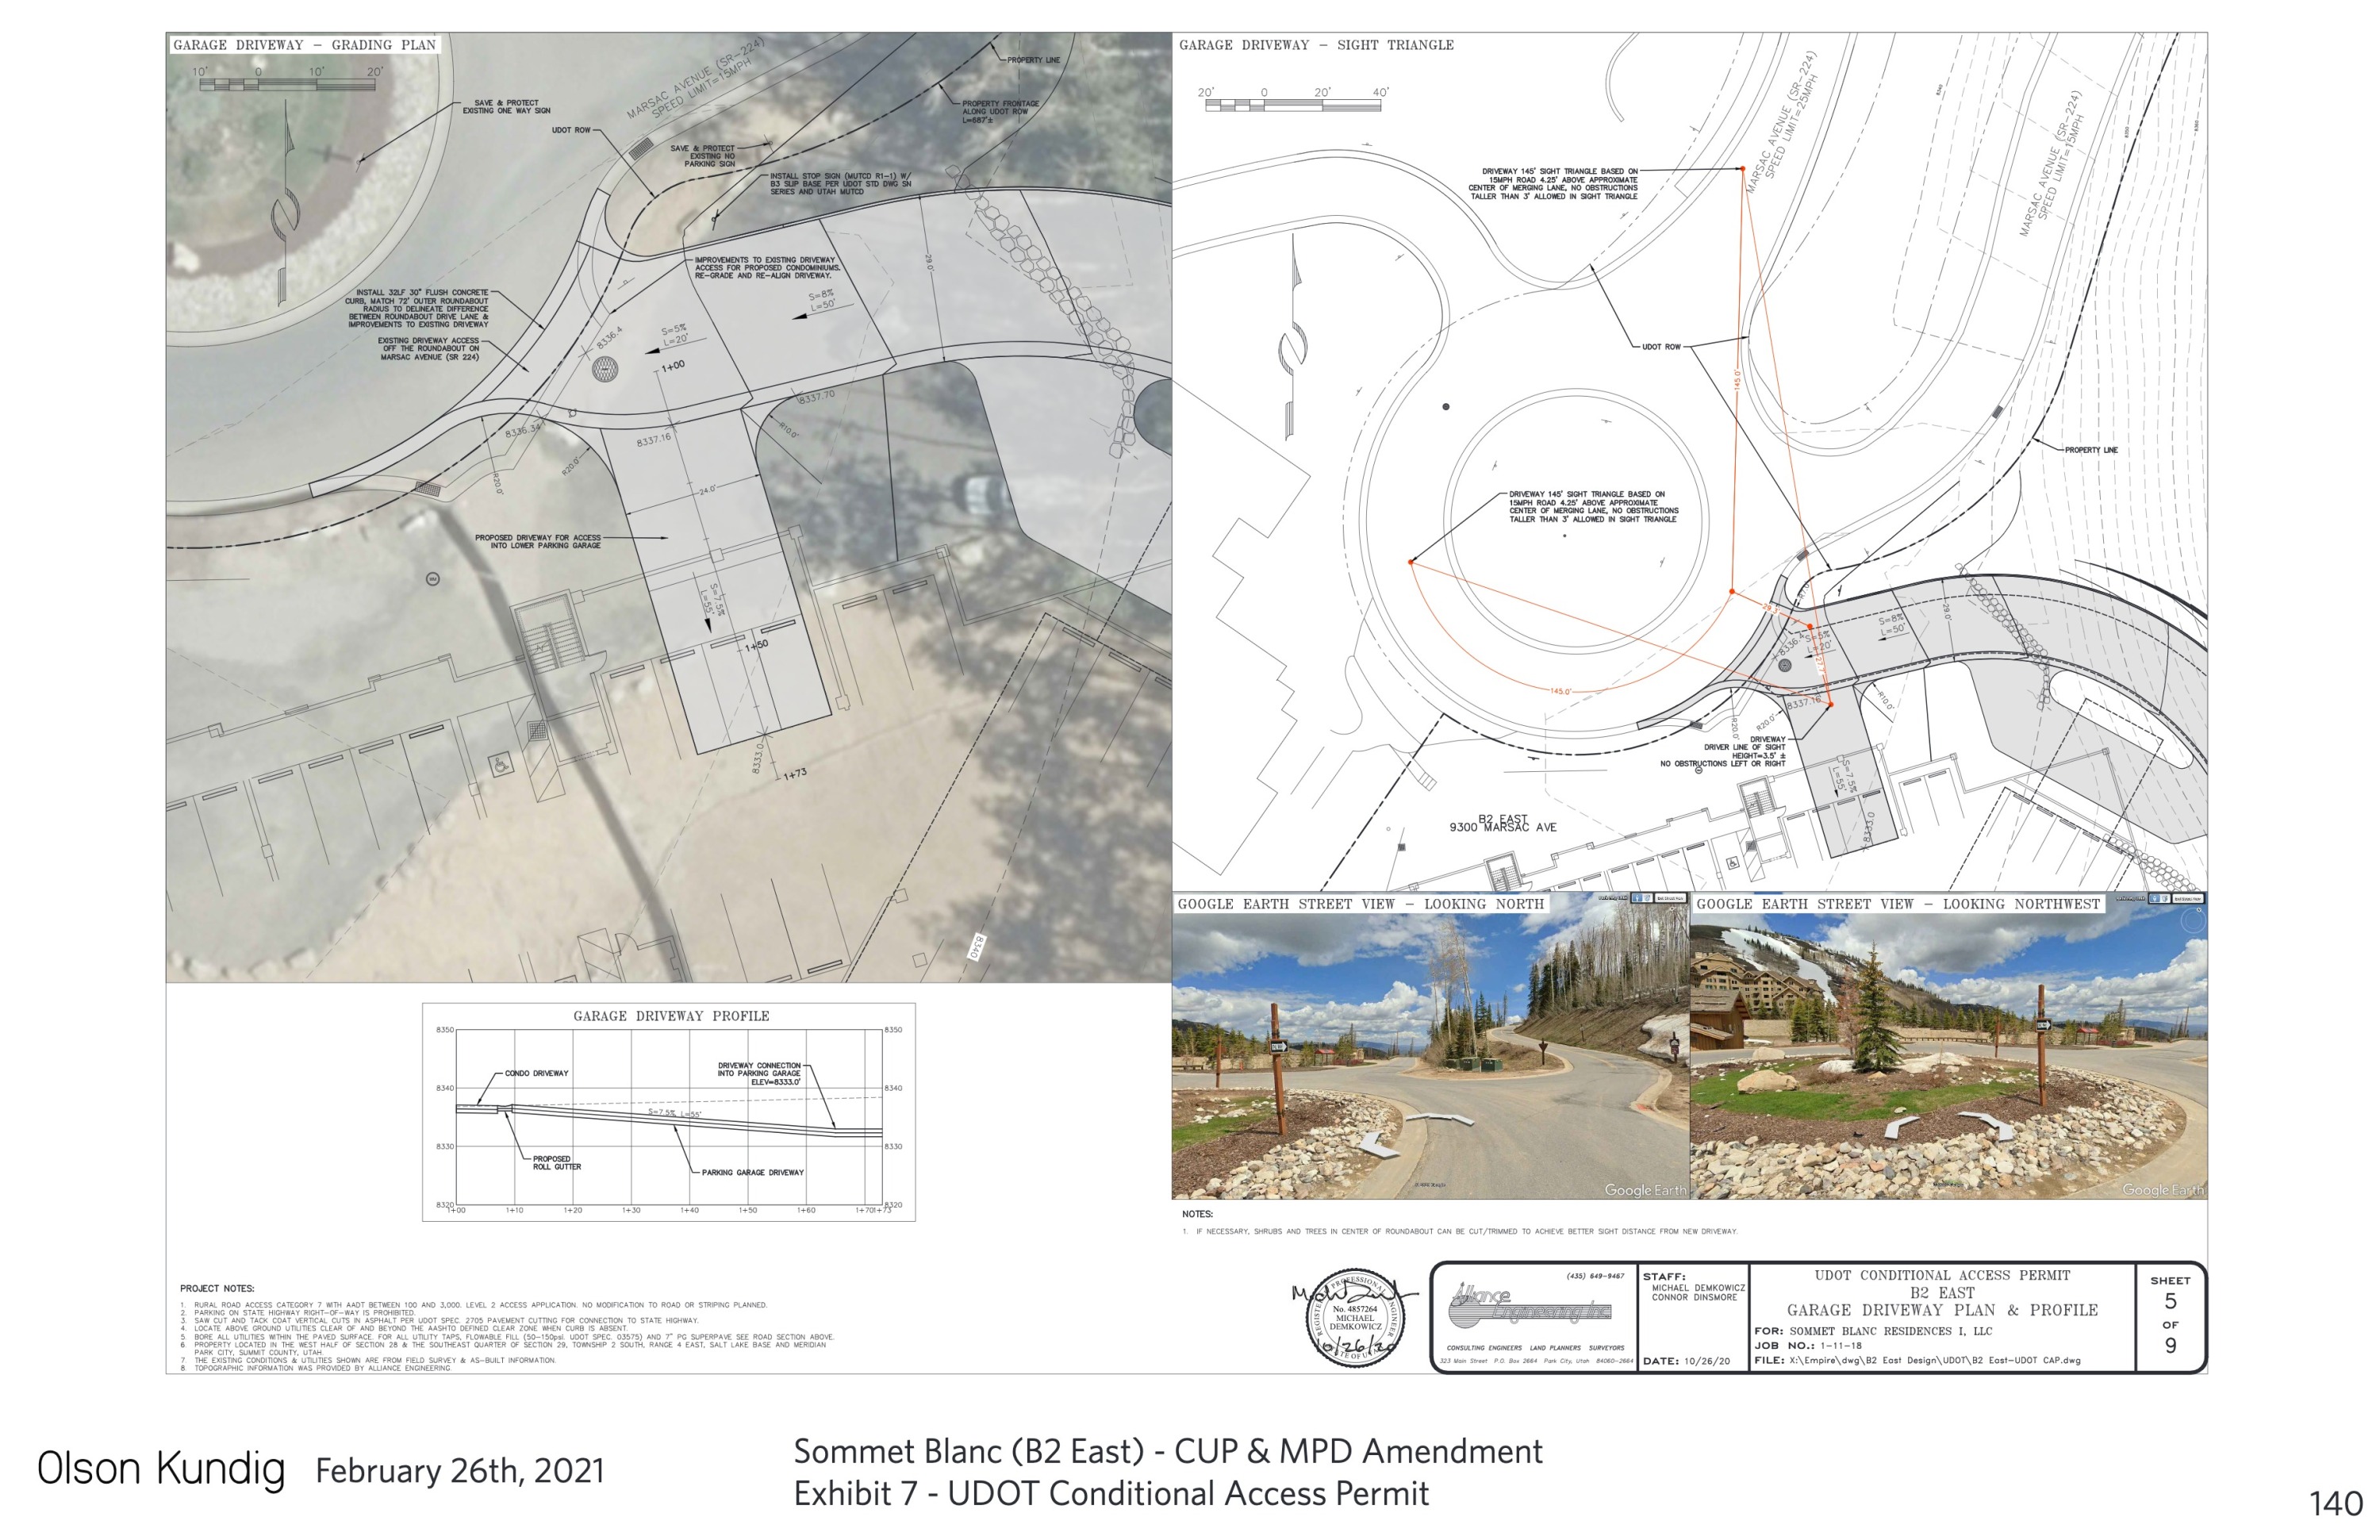 GARAGE DRIVEWAY – GRADING PLAN
10' 0 10' 20'
SAVE & PROTECT
EXISTING ONE WAY SIGN
UDOT ROW
MARSAC AVENUE (SR-224)
SPEED LIMIT=15MPH
PROPERTY LINE
PROPERTY FRONTAGE
ALONG UDOT ROW
L=687'±
SAVE & PROTECT
EXISTING NO
PARKING SIGN
INSTALL STOP SIGN (MUTCD R1-1) W/
B3 SLIP BASE PER UDOT STD DWG SN
SERIES AND UTAH MUTCD
IMPROVEMENTS TO EXISTING DRIVEWAY
ACCESS FOR PROPOSED CONDOMINIUMS.
RE-GRADE AND RE-ALIGN DRIVEWAY.
INSTALL 32LF 30" FLUSH CONCRETE
CURB, MATCH 72' OUTER ROUNDABOUT
RADIUS TO DELINEATE DIFFERENCE
BETWEEN ROUNDABOUT DRIVE LANE &
IMPROVEMENTS TO EXISTING DRIVEWAY
EXISTING DRIVEWAY ACCESS
OFF THE ROUNDABOUT ON
MARSAC AVENUE (SR 224)
28.0'
S=8%
L=50'
S=5%
L=20'
8336.4
1+00
8337.70
8336.34
8337.16
R10.0'
R20.0'
R20.0'
24.0'
PROPOSED DRIVEWAY FOR ACCESS
INTO LOWER PARKING GARAGE
S=7.5%
L=55'
1+50
8333.0
1+73
8340
GARAGE DRIVEWAY PROFILE
8350 8350
8340 8340
8330 8330
8320 8320
CONDO DRIVEWAY
DRIVEWAY CONNECTION
INTO PARKING GARAGE
ELEV=8333.0'
S=7.5% L=55'
PROPOSED
ROLL GUTTER
PARKING GARAGE DRIVEWAY
1+00 1+10 1+20 1+30 1+40 1+50 1+60 1+70 1+73
PROJECT NOTES:
1. RURAL ROAD ACCESS CATEGORY 7 WITH AADT BETWEEN 100 AND 3,000. LEVEL 2 ACCESS APPLICATION. NO MODIFICATION TO ROAD OR STRIPING PLANNED.
2. PARKING ON STATE HIGHWAY RIGHT-OF-WAY IS PROHIBITED.
3. SAW CUT AND TACK COAT VERTICAL CUTS IN ASPHALT PER UDOT SPEC. 2705 PAVEMENT CUTTING FOR CONNECTION TO STATE HIGHWAY.
4. LOCATE ABOVE GROUND UTILITIES CLEAR OF AND BEYOND THE AASHTO DEFINED CLEAR ZONE WHEN CURB IS ABSENT.
5. BORE ALL UTILITIES WITHIN THE PAVED SURFACE. FOR ALL UTILITY TAPS, FLOWABLE FILL (50-150psi. UDOT SPEC. 03575) AND 7" PG SUPERPAVE SEE ROAD SECTION ABOVE.
6. PROPERTY LOCATED IN THE WEST HALF OF SECTION 28 & THE SOUTHEAST QUARTER OF SECTION 29, TOWNSHIP 2 SOUTH, RANGE 4 EAST, SALT LAKE BASE AND MERIDIAN
PARK CITY, SUMMIT COUNTY, UTAH.
7. THE EXISTING CONDITIONS & UTILITIES SHOWN ARE FROM FIELD SURVEY & AS-BUILT INFORMATION.
8. TOPOGRAPHIC INFORMATION WAS PROVIDED BY ALLIANCE ENGINEERING.
GARAGE DRIVEWAY – SIGHT TRIANGLE
20' 0 20' 40'
DRIVEWAY 145' SIGHT TRIANGLE BASED ON
15MPH ROAD 4.25' ABOVE APPROXIMATE
CENTER OF MERGING LANE, NO OBSTRUCTIONS
TALLER THAN 3' ALLOWED IN SIGHT TRIANGLE
MARSAC AVENUE (SR-224)
SPEED LIMIT=25MPH
MARSAC AVENUE (SR-224)
SPEED LIMIT=15MPH
8340
8350
8360
UDOT ROW
145.0'
PROPERTY LINE
DRIVEWAY 145' SIGHT TRIANGLE BASED ON
15MPH ROAD 4.25' ABOVE APPROXIMATE
CENTER OF MERGING LANE, NO OBSTRUCTIONS
TALLER THAN 3' ALLOWED IN SIGHT TRIANGLE
28.0'
S=8%
L=50'
S=5%
L=20'
8336.4
145.0'
8337.16
R20.0'
R20.0'
R10.0'
DRIVEWAY
DRIVER LINE OF SIGHT
HEIGHT=3.5' ±
NO OBSTRUCTIONS LEFT OR RIGHT
S=7.5%
L=55'
8333.0
B2 EAST
9300 MARSAC AVE
GOOGLE EARTH STREET VIEW – LOOKING NORTH
GOOGLE EARTH STREET VIEW – LOOKING NORTHWEST
Google Earth
Google Earth
NOTES:
1. IF NECESSARY, SHRUBS AND TREES IN CENTER OF ROUNDABOUT CAN BE CUT/TRIMMED TO ACHIEVE BETTER SIGHT DISTANCE FROM NEW DRIVEWAY.
No. 4857264
MICHAEL
DEMKOWICZ
10/26/20
(435) 649-9467
Alliance
Engineering Inc.
CONSULTING ENGINEERS LAND PLANNERS SURVEYORS
323 Main Street P.O. Box 2664 Park City, Utah 84060-2664
STAFF:
MICHAEL DEMKOWICZ
CONNOR DINSMORE
DATE: 10/26/20
UDOT CONDITIONAL ACCESS PERMIT
B2 EAST
GARAGE DRIVEWAY PLAN & PROFILE
FOR: SOMMET BLANC RESIDENCES I, LLC
JOB NO.: 1-11-18
FILE: X:\Empire\dwg\B2 East Design\UDOT\B2 East-UDOT CAP.dwg
SHEET
5
OF
9
Olson Kundig February 26th, 2021
Sommet Blanc (B2 East) - CUP & MPD Amendment
Exhibit 7 - UDOT Conditional Access Permit
140